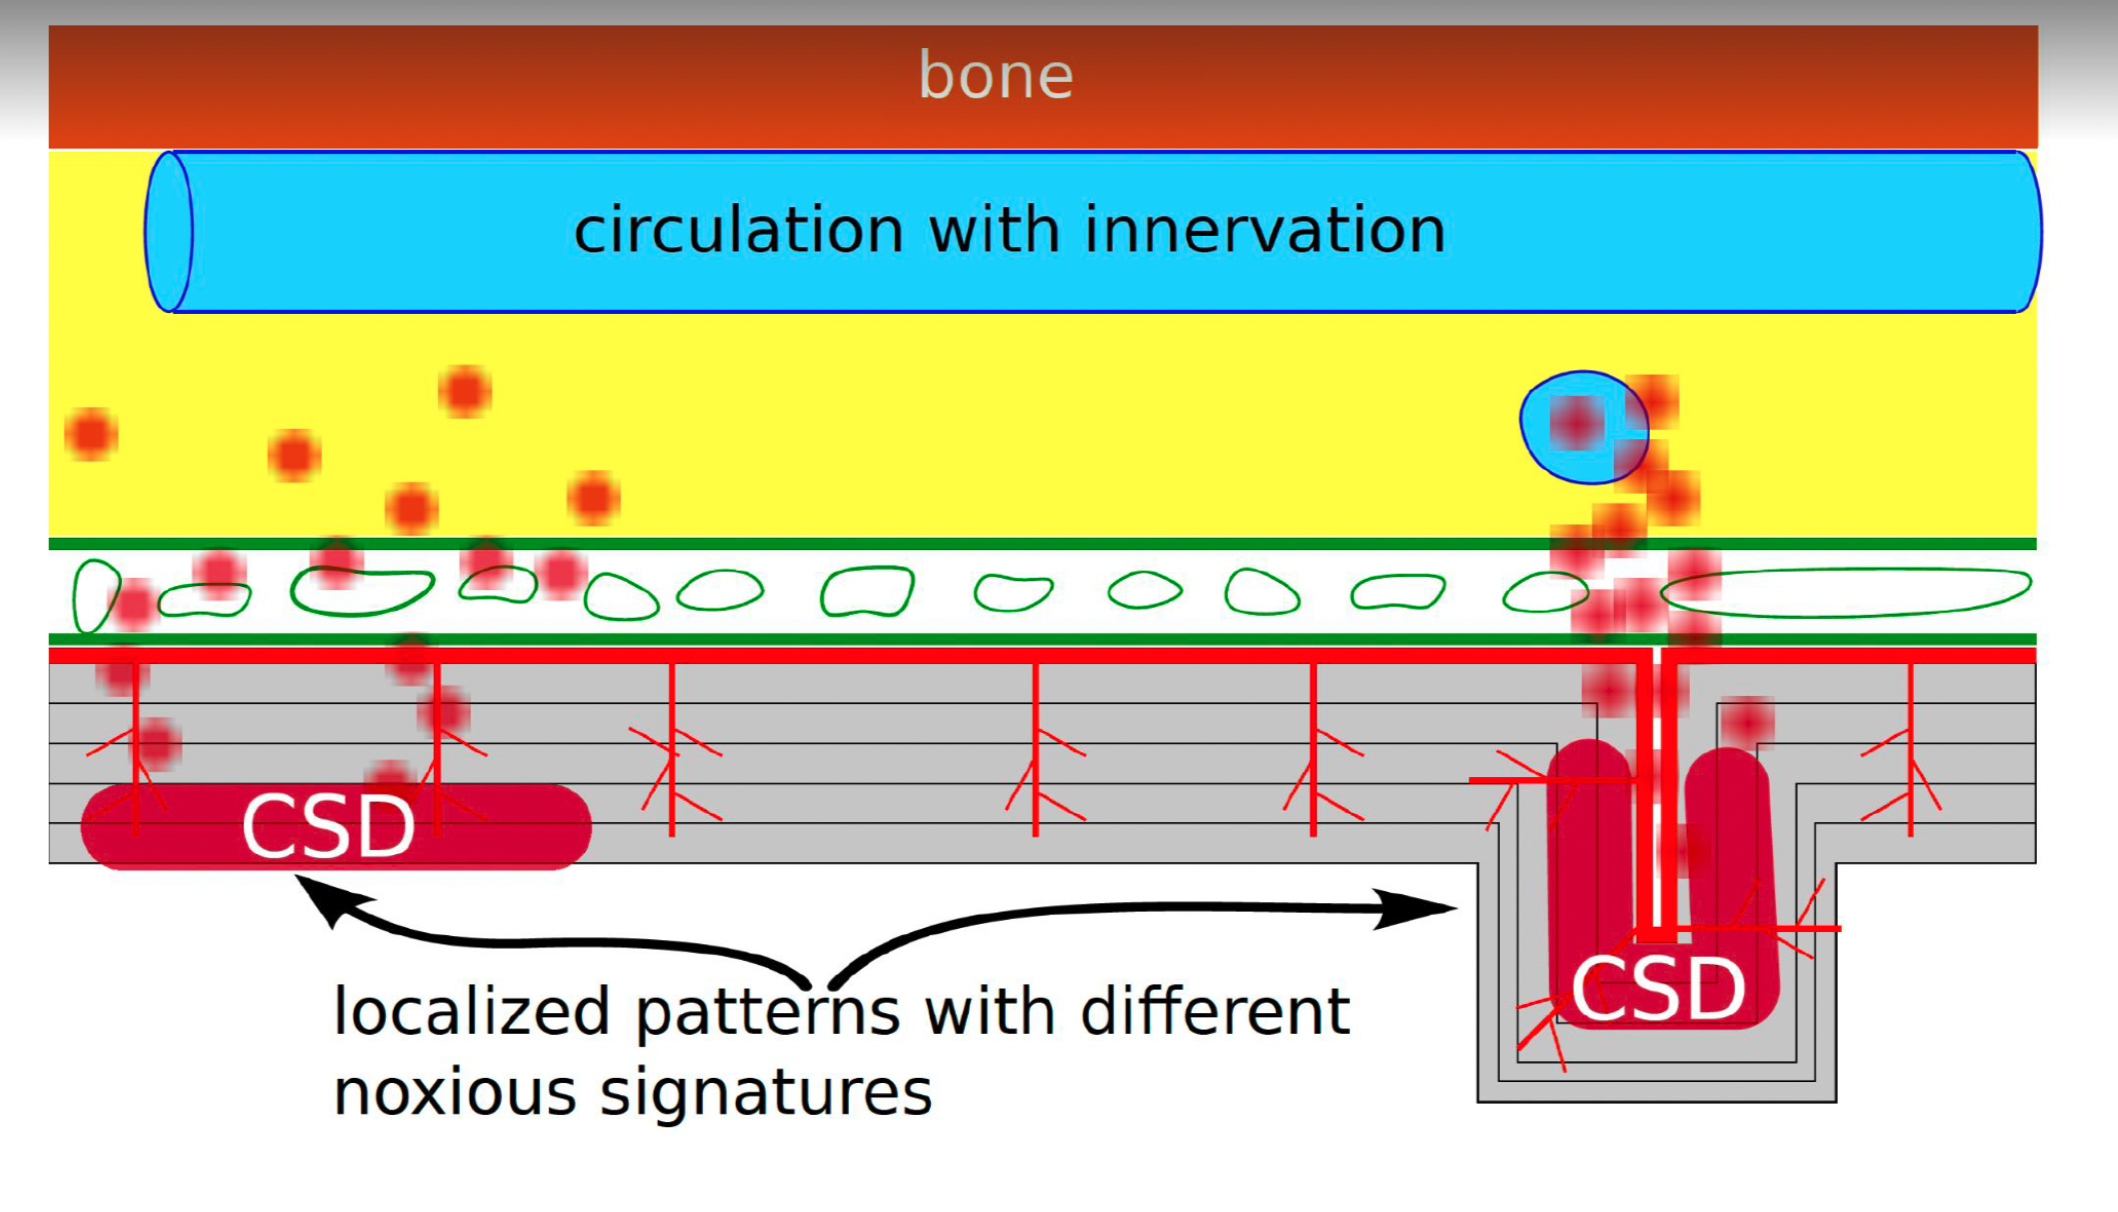 bone
circulation with innervation
CSD
CSD
localized patterns with different
noxious signatures